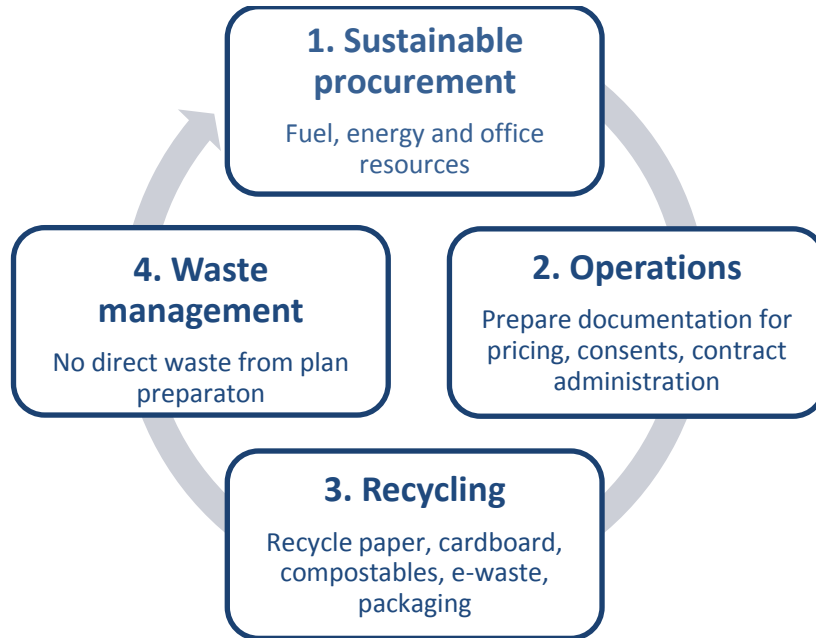 1. Sustainable
procurement
Fuel, energy and office
resources
2. Operations
Prepare documentation for
pricing, consents, contract
administration
3. Recycling
Recycle paper, cardboard,
compostables, e-waste,
packaging
4. Waste
management
No direct waste from plan
preparaton